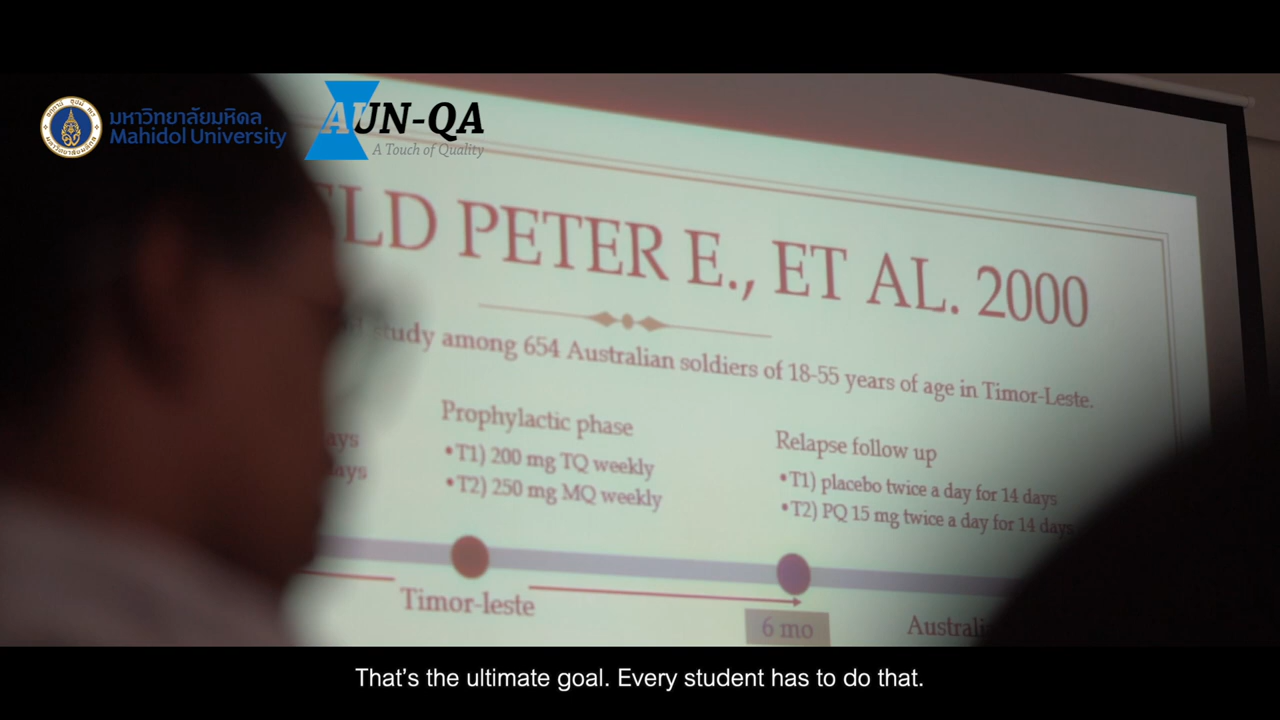 มหาวิทยาลัยมหิดล
Mahidol University
AUN-QA
A Touch of Quality
LD PETER E., ET AL. 2000
study among 654 Australian soldiers of 18-55 years of age in Timor-Leste.
Prophylactic phase
•T1) 200 mg TQ weekly
•T2) 250 mg MQ weekly
Relapse follow up
•T1) placebo twice a day for 14 days
•T2) PQ 15 mg twice a day for 14 days
Timor-leste
6 mo
That's the ultimate goal. Every student has to do that.